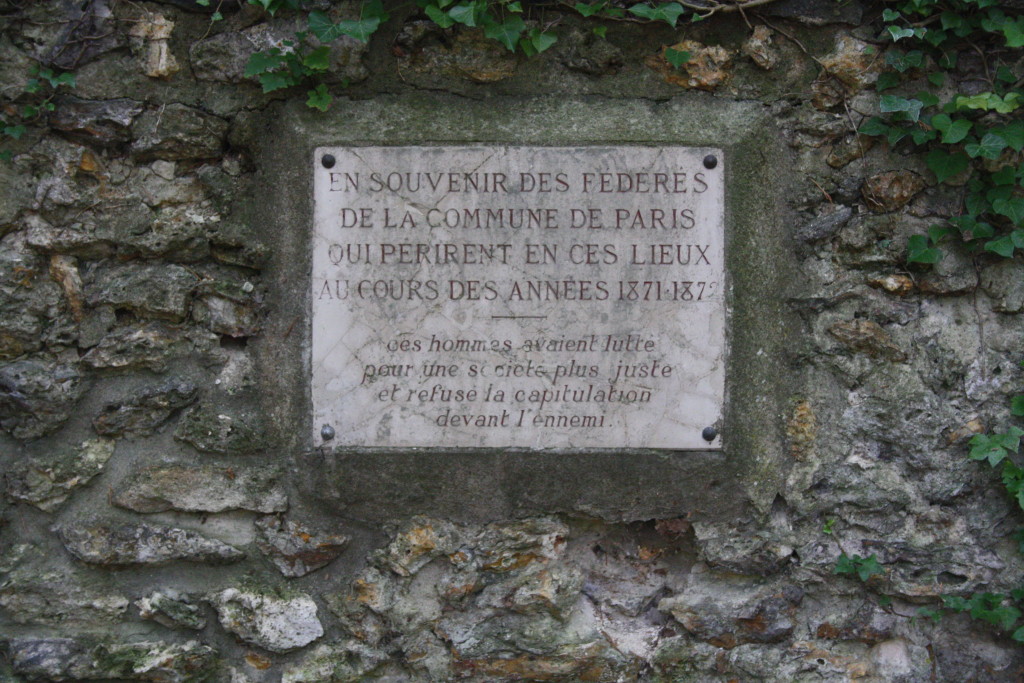 EN SOUVENIR DES FÉDÉRÉS
DE LA COMMUNE DE PARIS
QUI PÉRIRENT EN CES LIEUX
AU COURS DES ANNÉES 1871-1872
Ces hommes avaient lutté
pour une société plus juste
et refusé la capitulation
devant l'ennemi.